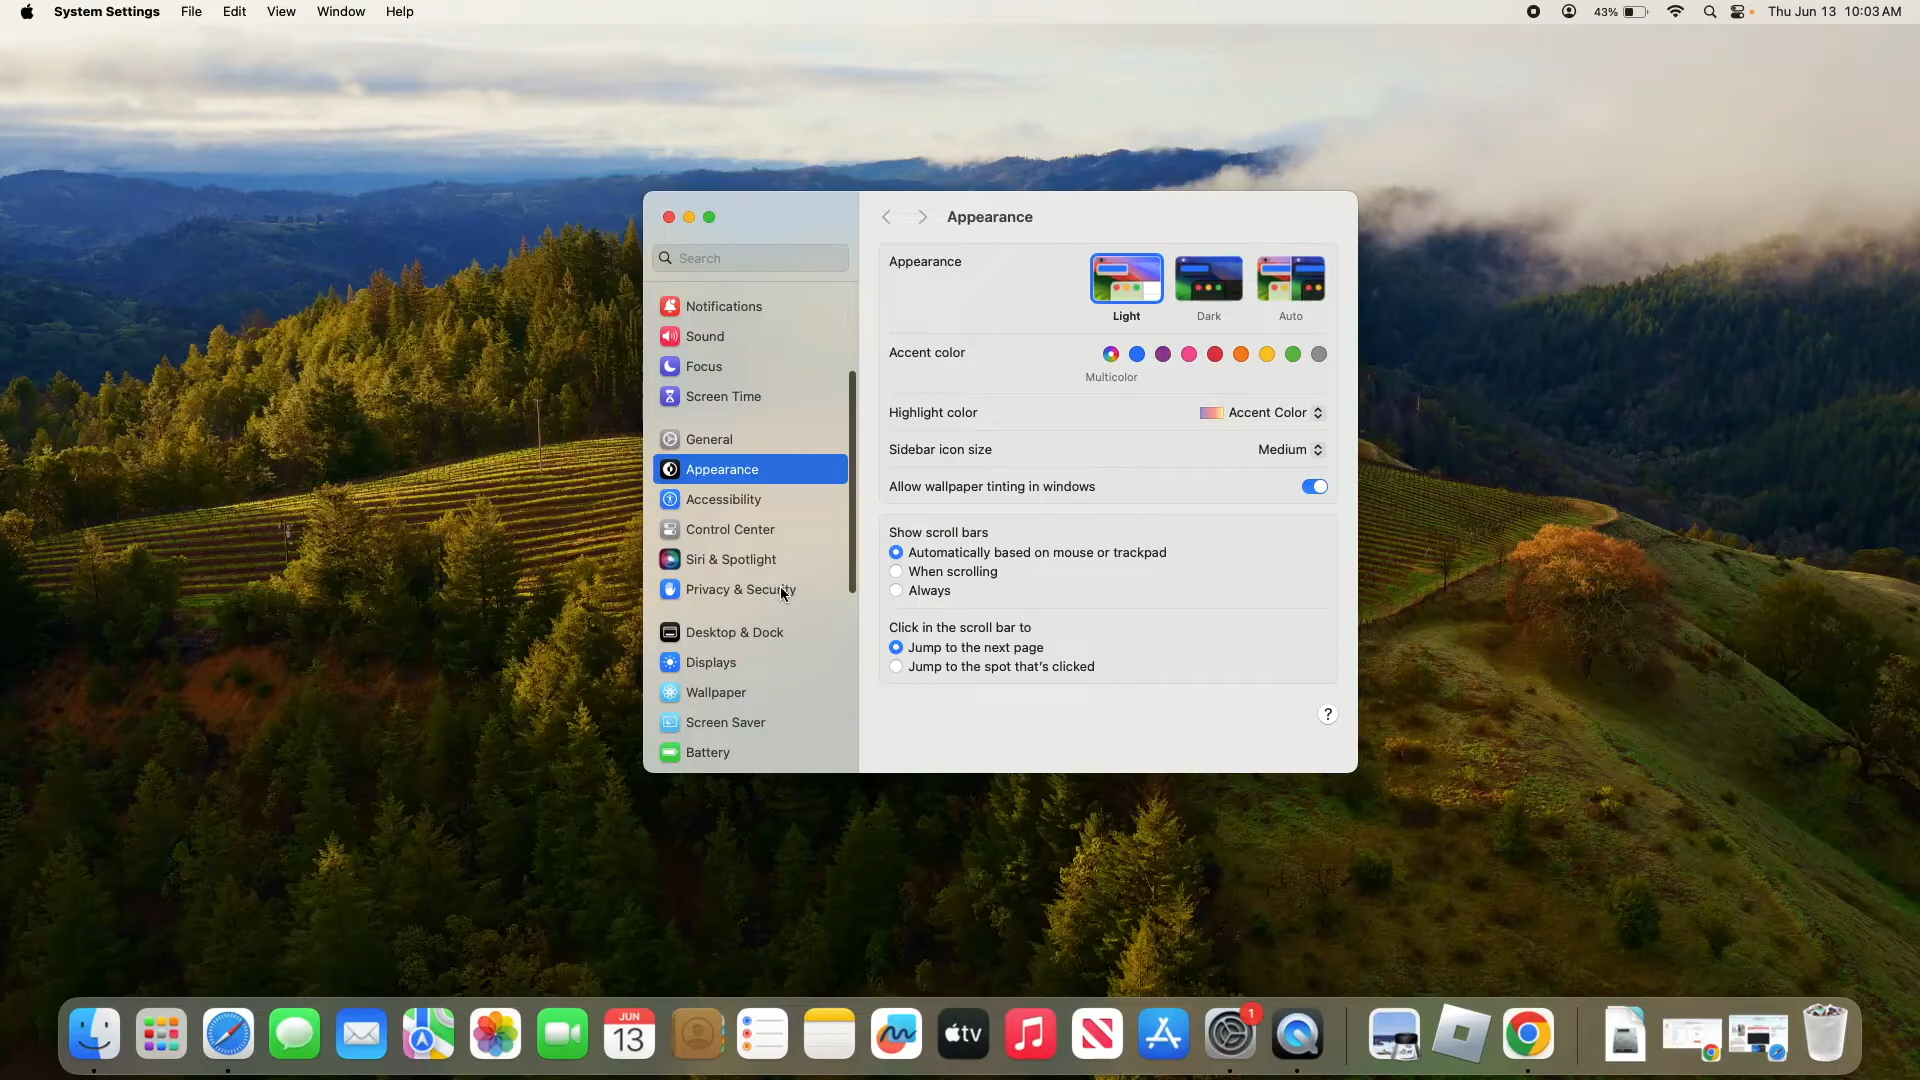 System Settings File Edit View Window Help 43% Thu Jun 13 10:03 AM
Search
Notifications
Sound
Focus
Screen Time
General
Appearance
Accessibility
Control Center
Siri & Spotlight
Privacy & Security
Desktop & Dock
Displays
Wallpaper
Screen Saver
Battery
Appearance
Appearance
Light Dark Auto
Accent color
Multicolor
Highlight color Accent Color
Sidebar icon size Medium
Allow wallpaper tinting in windows
Show scroll bars
Automatically based on mouse or trackpad
When scrolling
Always
Click in the scroll bar to
Jump to the next page
Jump to the spot that's clicked
?
JUN
13
tv
1